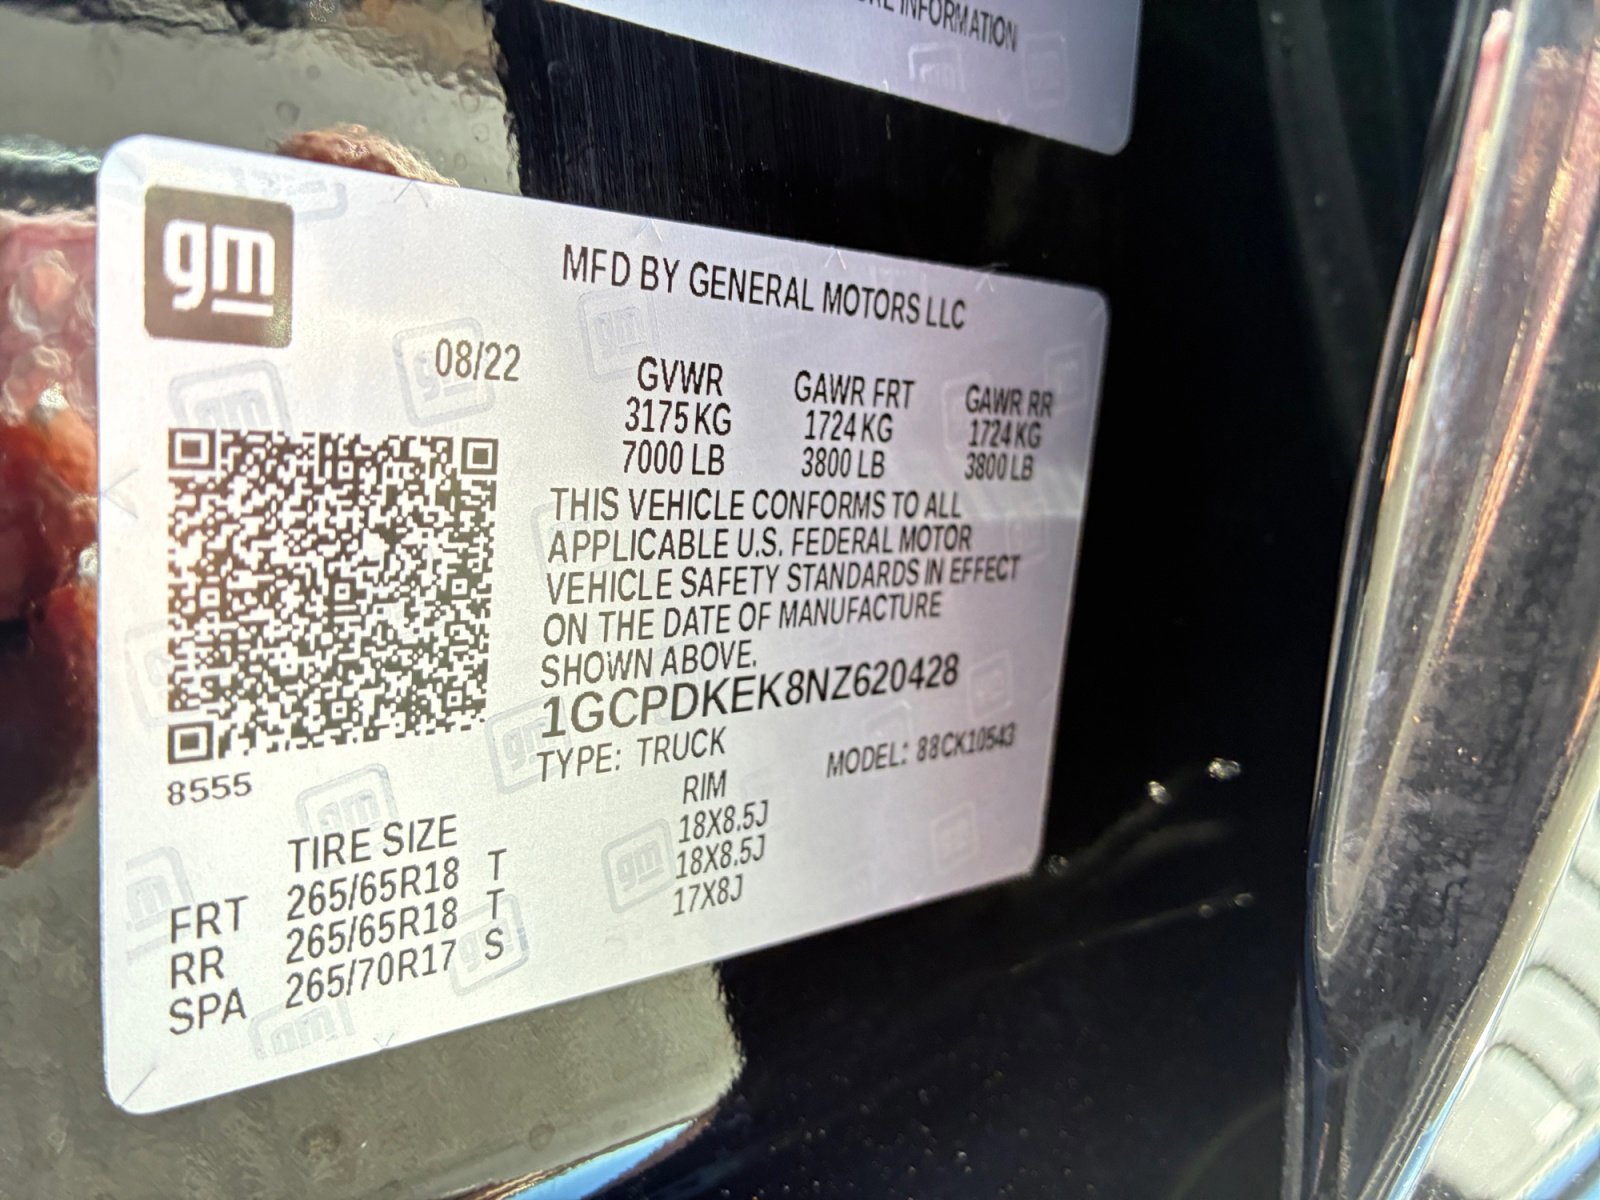 INFORMATION
gm
MFD BY GENERAL MOTORS LLC
08/22
GVWR GAWR FRT GAWR RR
3175 KG 1724 KG 1724 KG
7000 LB 3800 LB 3800 LB
THIS VEHICLE CONFORMS TO ALL
APPLICABLE U.S. FEDERAL MOTOR
VEHICLE SAFETY STANDARDS IN EFFECT
ON THE DATE OF MANUFACTURE
SHOWN ABOVE.
1GCPDKEK8NZ620428
TYPE: TRUCK MODEL: 88CK10543
8555
TIRE SIZE RIM
FRT 265/65R18 T 18X8.5J
RR 265/65R18 T 18X8.5J
SPA 265/70R17 S 17X8J